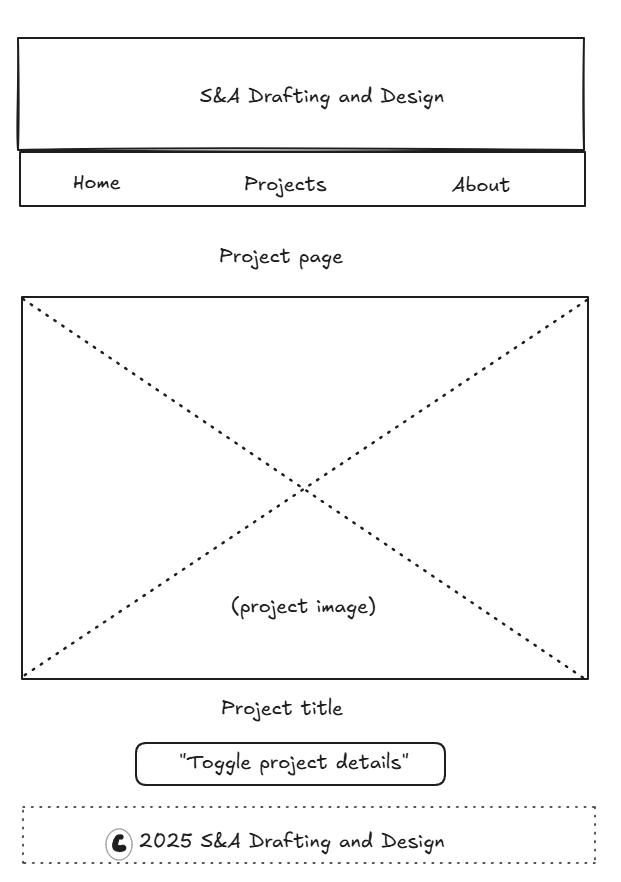 S&A Drafting and Design
Home Projects About
Project page
(project image)
Project title
"Toggle project details"
© 2025 S&A Drafting and Design